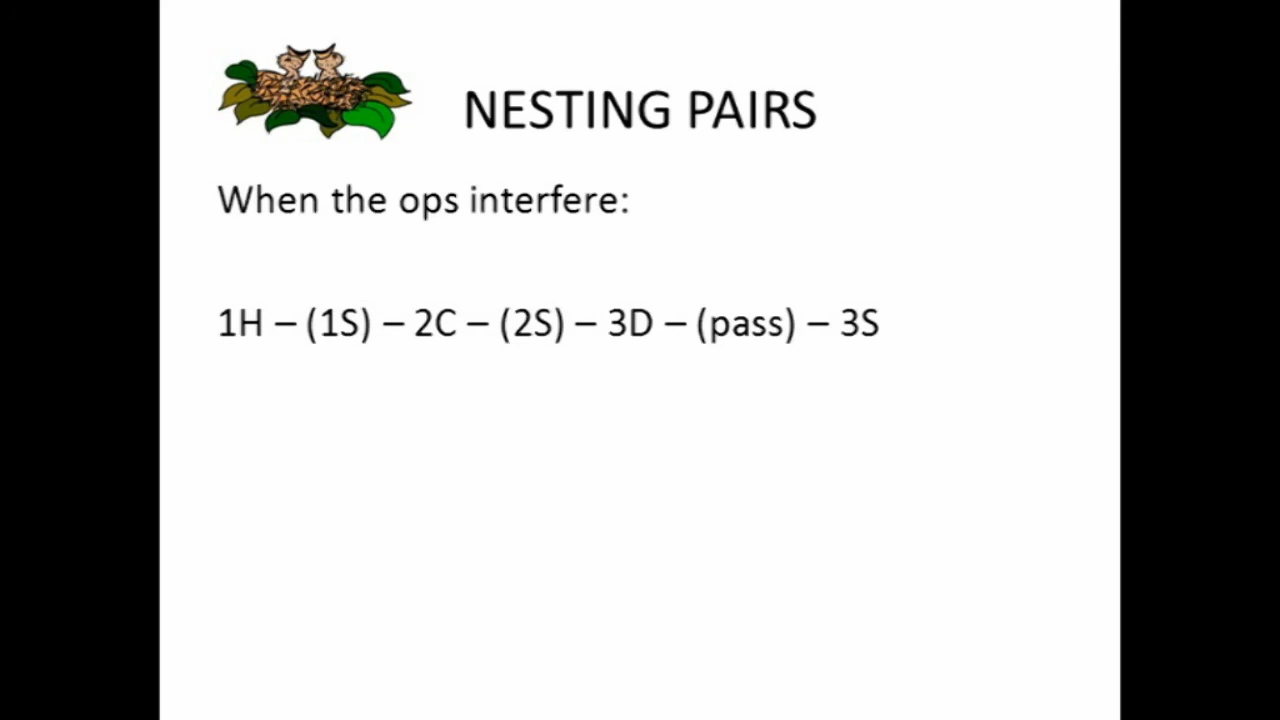 NESTING PAIRS
When the ops interfere:
1H – (1S) – 2C – (2S) – 3D – (pass) – 3S